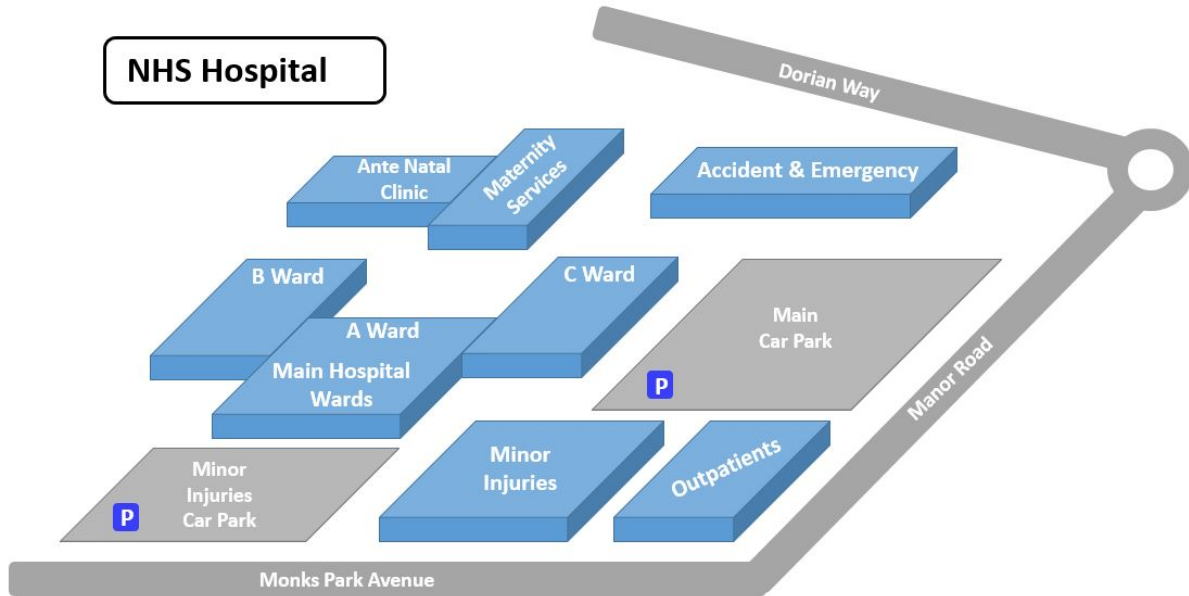 NHS Hospital
Dorian Way
Ante Natal
Clinic
Maternity
Services
Accident & Emergency
B Ward
C Ward
A Ward
Main Hospital
Wards
Main
Car Park
P
Manor Road
Minor
Injuries
Car Park
P
Minor
Injuries
Outpatients
Monks Park Avenue